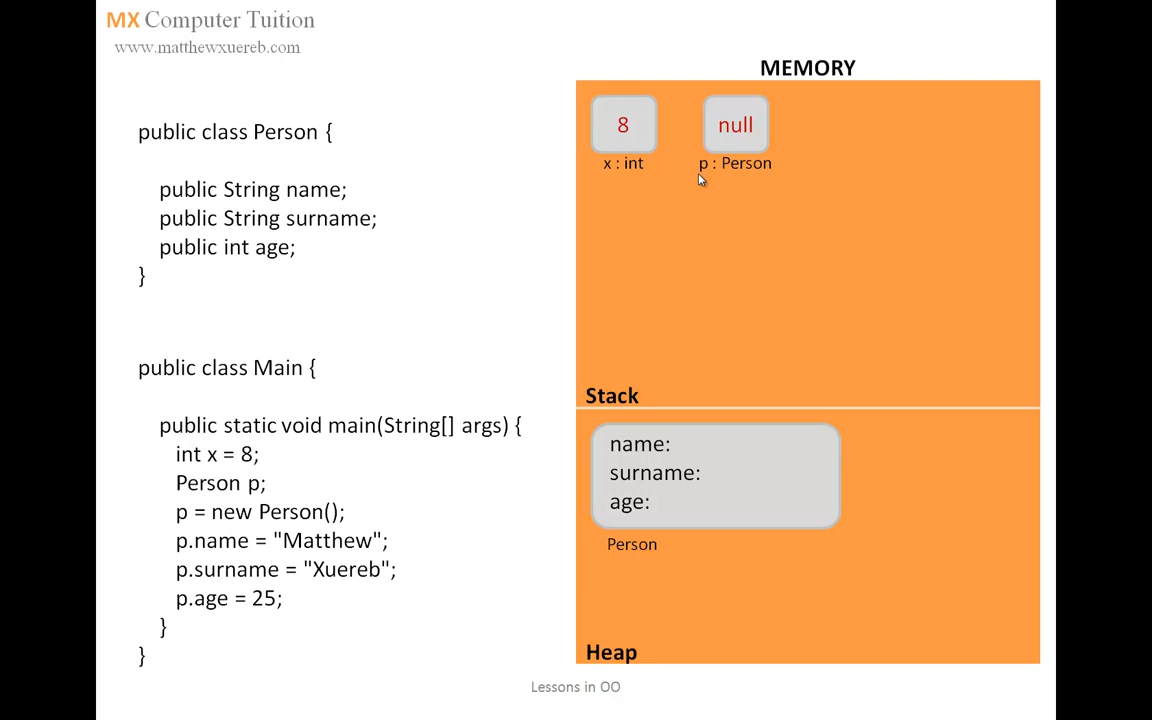 MX Computer Tuition
www.matthewxuereb.com
public class Person {
public String name;
public String surname;
public int age;
}
public class Main {
public static void main(String[] args) {
int x = 8;
Person p;
p = new Person();
p.name = "Matthew";
p.surname = "Xuereb";
p.age = 25;
}
}
MEMORY
8
null
x : int
p : Person
Stack
name:
surname:
age:
Person
Heap
Lessons in OO